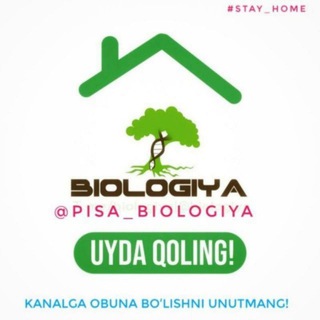 #STAY_HOME
BIOLOGIYA
@PISA_BIOLOGIYA
UYDA QOLING!
KANALGA OBUNA BO'LISHNI UNUTMANG!